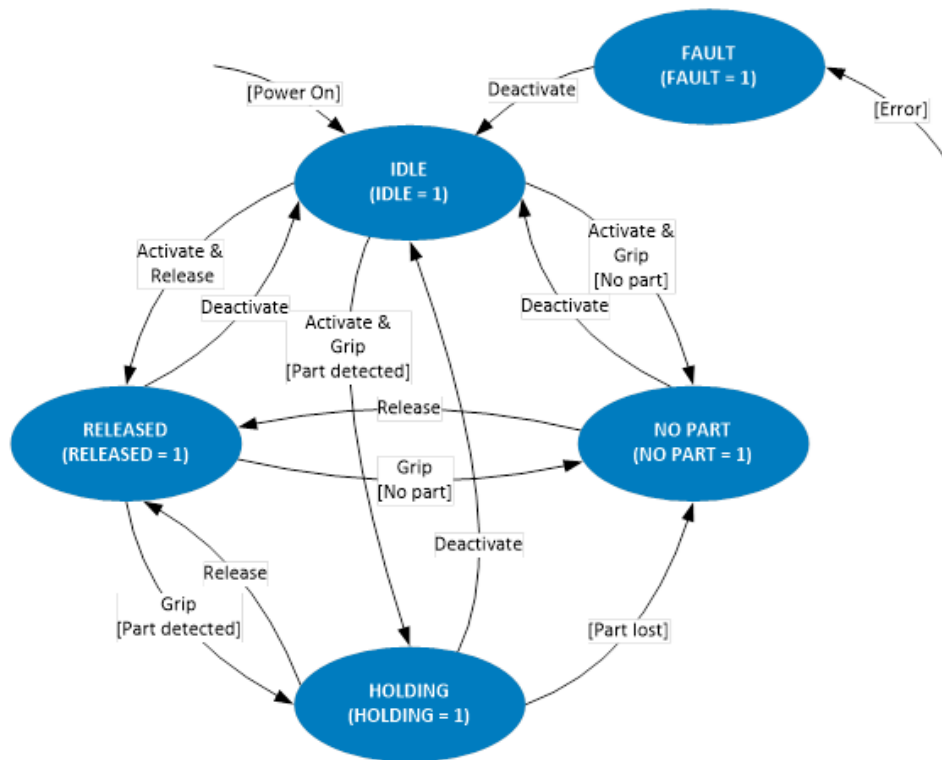 FAULT
(FAULT = 1)
[Power On]
Deactivate
[Error]
IDLE
(IDLE = 1)
Activate &
Release
Activate &
Grip
[No part]
Deactivate
Deactivate
Activate &
Grip
[Part detected]
Release
RELEASED
(RELEASED = 1)
NO PART
(NO PART = 1)
Grip
[No part]
Deactivate
Release
Grip
[Part detected]
[Part lost]
HOLDING
(HOLDING = 1)